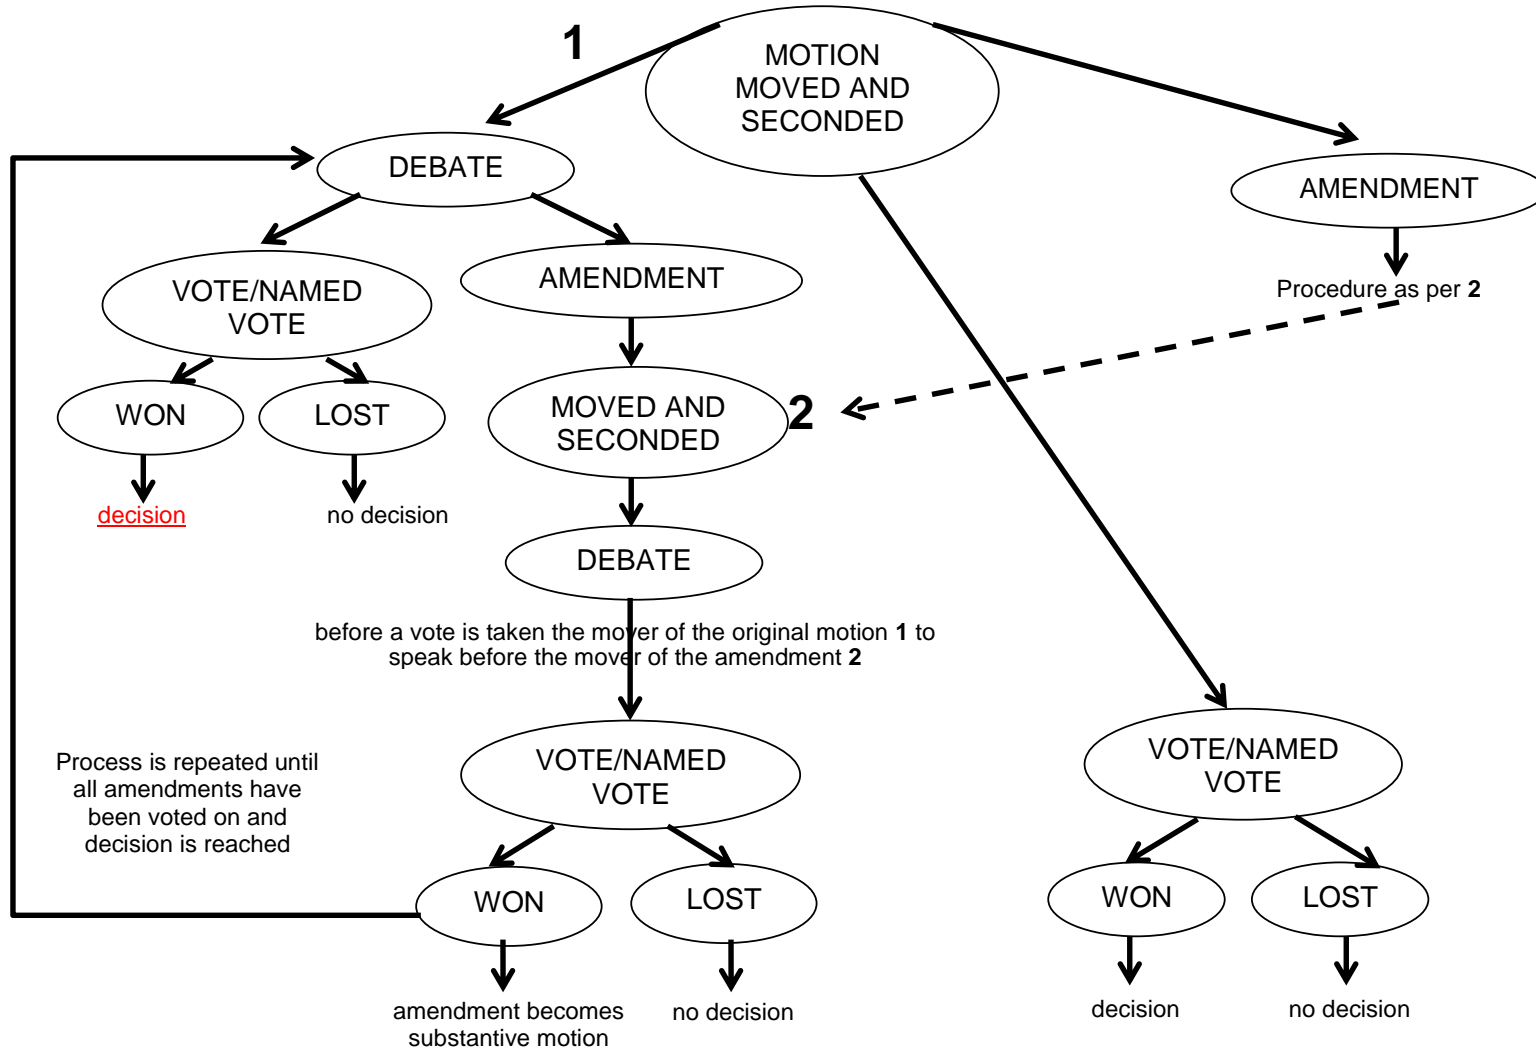 1
MOTION
MOVED AND
SECONDED
DEBATE
AMENDMENT
VOTE/NAMED
VOTE
AMENDMENT
Procedure as per 2
WON
LOST
MOVED AND
SECONDED
2
decision
no decision
DEBATE
before a vote is taken the mover of the original motion 1 to
speak before the mover of the amendment 2
Process is repeated until
all amendments have
been voted on and
decision is reached
VOTE/NAMED
VOTE
VOTE/NAMED
VOTE
WON
LOST
WON
LOST
amendment becomes
substantive motion
no decision
decision
no decision